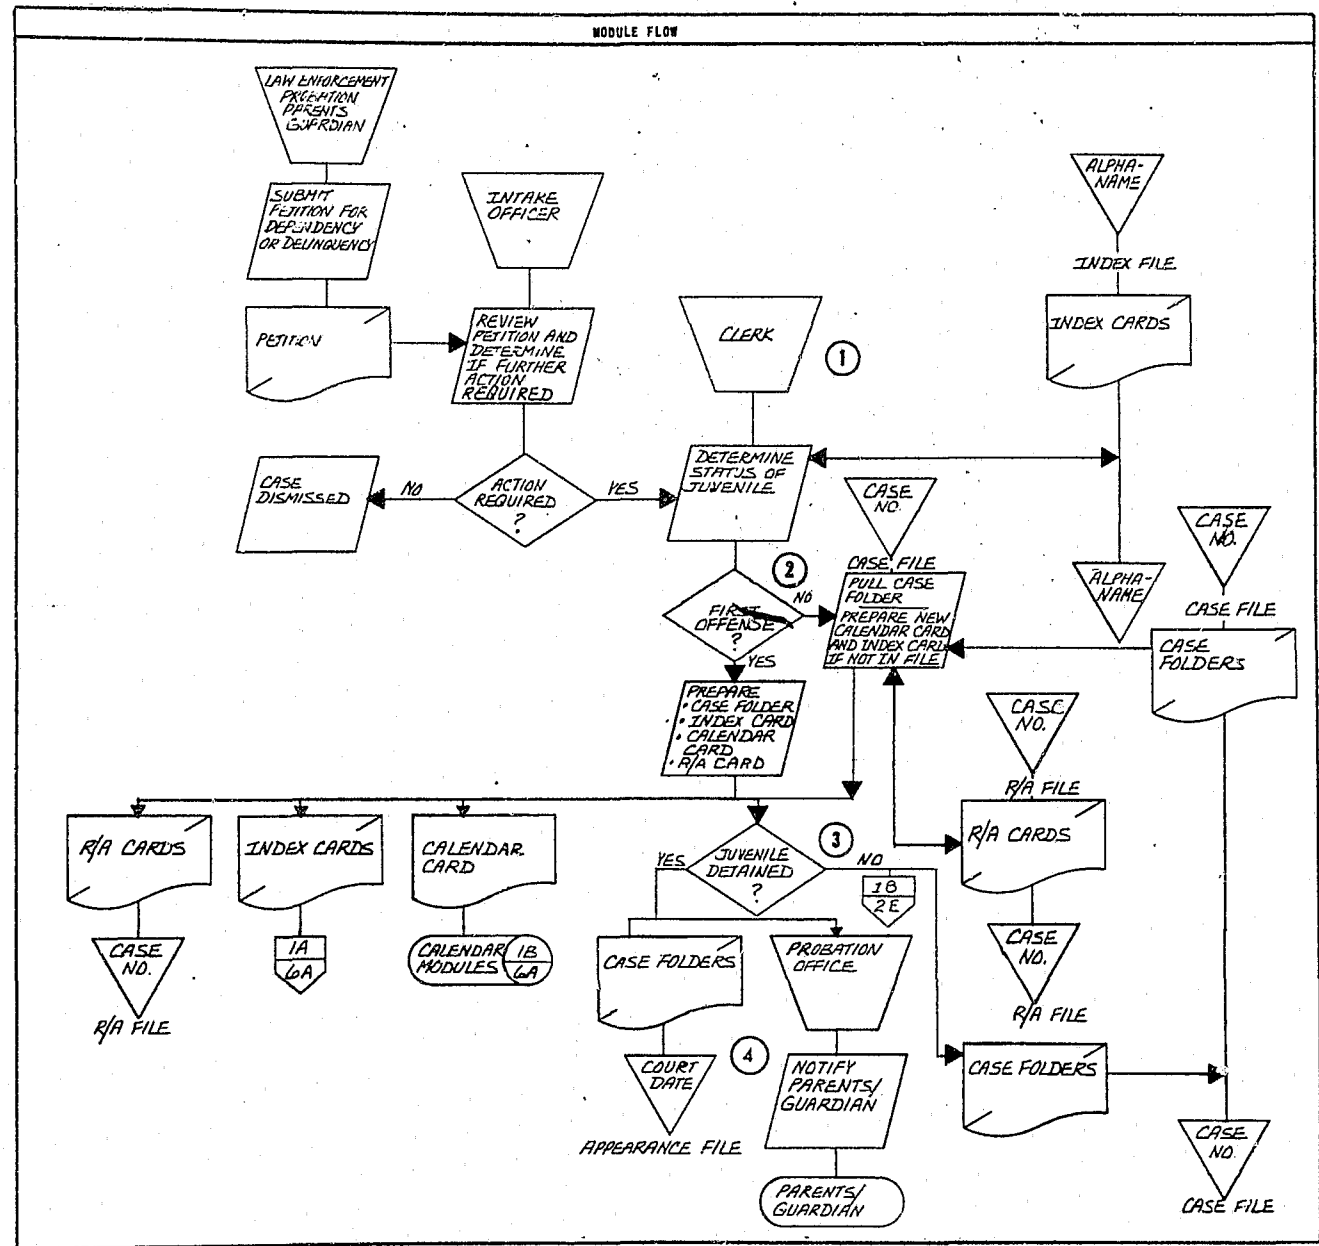 MODULE FLOW
LAW ENFORCEMENT
PROBATION
PARENTS
GUARDIAN
SUBMIT
PETITION FOR
DEPENDENCY
OR DELINQUENCY
PETITION
INTAKE
OFFICER
REVIEW
PETITION AND
DETERMINE
IF FURTHER
ACTION
REQUIRED
CLERK
1
ALPHA-
NAME
INDEX FILE
INDEX CARDS
CASE
DISMISSED
NO
ACTION
REQUIRED
?
YES
DETERMINE
STATUS OF
JUVENILE
CASE
NO.
CASE FILE
PULL CASE
FOLDER
PREPARE NEW
CALENDAR CARD
AND INDEX CARD
IF NOT IN FILE
ALPHA-
NAME
CASE
NO.
CASE FILE
CASE
FOLDERS
2
NO
FIRST
OFFENSE
?
YES
PREPARE
• CASE FOLDER
• INDEX CARD
• CALENDAR
CARD
• R/A CARD
CASE
NO.
R/A FILE
R/A CARDS
CASE
NO.
R/A FILE
R/A CARDS
CASE
NO.
R/A FILE
INDEX CARDS
1A
6A
CALENDAR
CARD
CALENDAR
MODULES
1B
6A
3
YES
JUVENILE
DETAINED
?
NO
1B
2E
CASE FOLDERS
COURT
DATE
APPEARANCE FILE
4
PROBATION
OFFICE
NOTIFY
PARENTS/
GUARDIAN
PARENTS/
GUARDIAN
CASE FOLDERS
CASE
NO.
CASE FILE